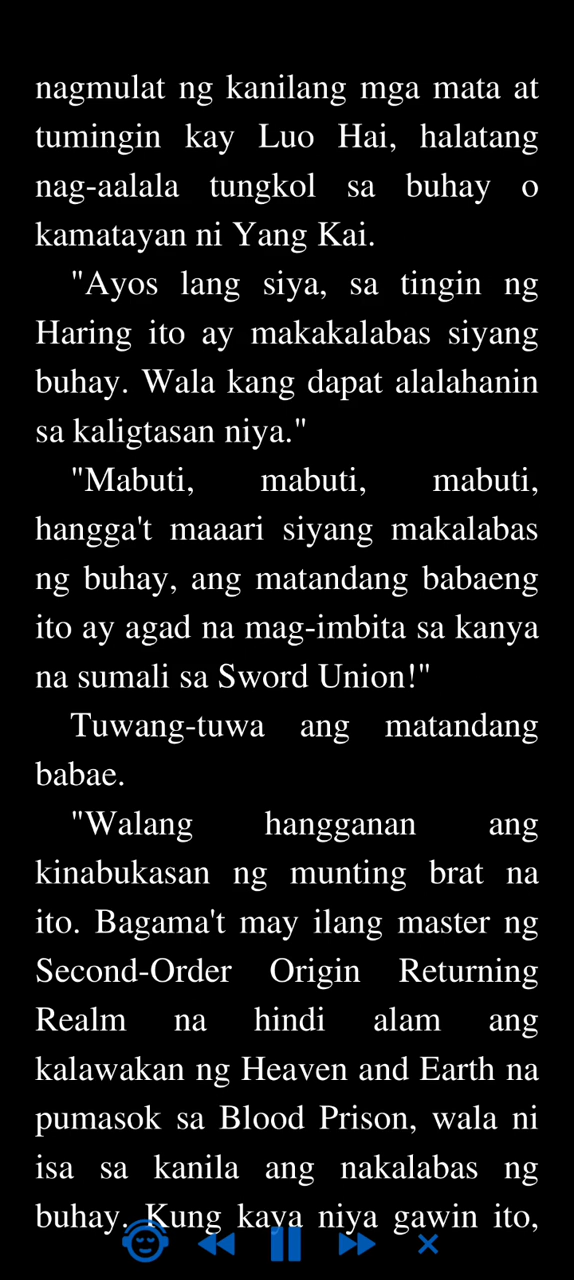 nagmulat ng kanilang mga mata at
tumingin kay Luo Hai, halatang
nag-aalala tungkol sa buhay o
kamatayan ni Yang Kai.
"Ayos lang siya, sa tingin ng
Haring ito ay makakalabas siyang
buhay. Wala kang dapat alalahanin
sa kaligtasan niya."
"Mabuti, mabuti, mabuti,
hangga't maaari siyang makalabas
ng buhay, ang matandang babaeng
ito ay agad na mag-imbita sa kanya
na sumali sa Sword Union!"
Tuwang-tuwa ang matandang
babae.
"Walang hangganan ang
kinabukasan ng munting brat na
ito. Bagama't may ilang master ng
Second-Order Origin Returning
Realm na hindi alam ang
kalawakan ng Heaven and Earth na
pumasok sa Blood Prison, wala ni
isa sa kanila ang nakalabas ng
buhay. Kung kaya niya gawin ito,